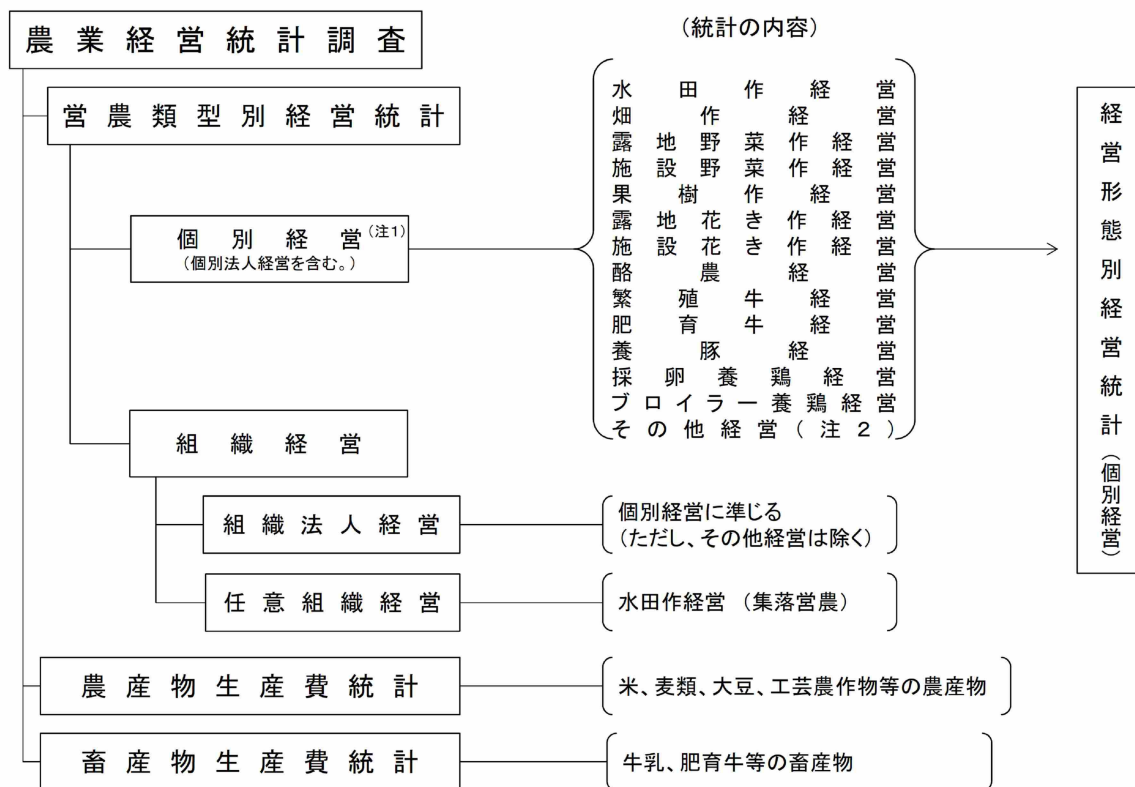 農業経営統計調査
(統計の内容)
営農類型別経営統計
個別経営(注1)
(個別法人経営を含む。)
水田作経営
畑作経営
露地野菜作経営
施設野菜作経営
果樹作経営
露地花き作経営
施設花き作経営
酪農経営
繁殖牛経営
肥育牛経営
養豚経営
採卵養鶏経営
ブロイラー養鶏経営
その他経営(注2)
経営形態別経営統計(個別経営)
組織経営
組織法人経営
個別経営に準じる
(ただし、その他経営は除く)
任意組織経営
水田作経営 (集落営農)
農産物生産費統計
米、麦類、大豆、工芸農作物等の農産物
畜産物生産費統計
牛乳、肥育牛等の畜産物